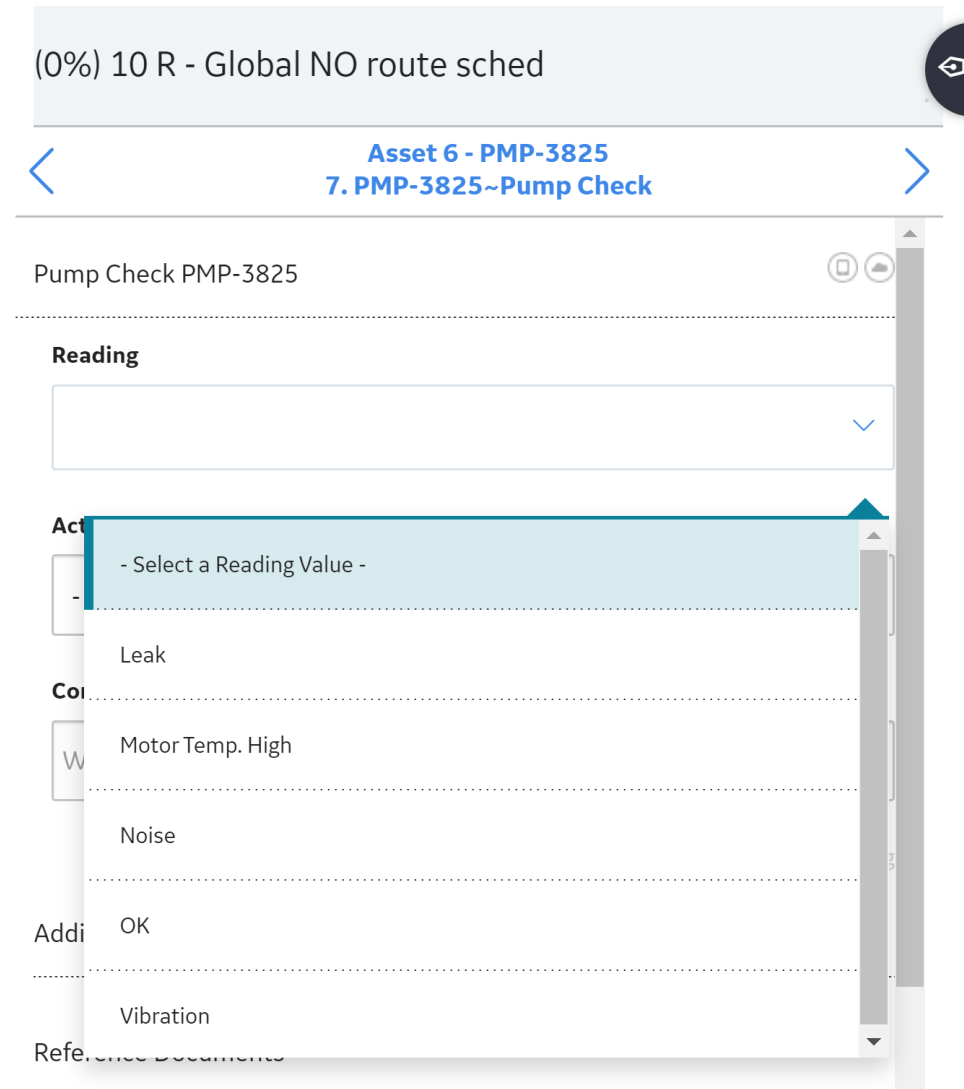 (0%) 10 R - Global NO route sched
Asset 6 - PMP-3825
7. PMP-3825~Pump Check
Pump Check PMP-3825
Reading
- Select a Reading Value -
Leak
Motor Temp. High
Noise
OK
Vibration